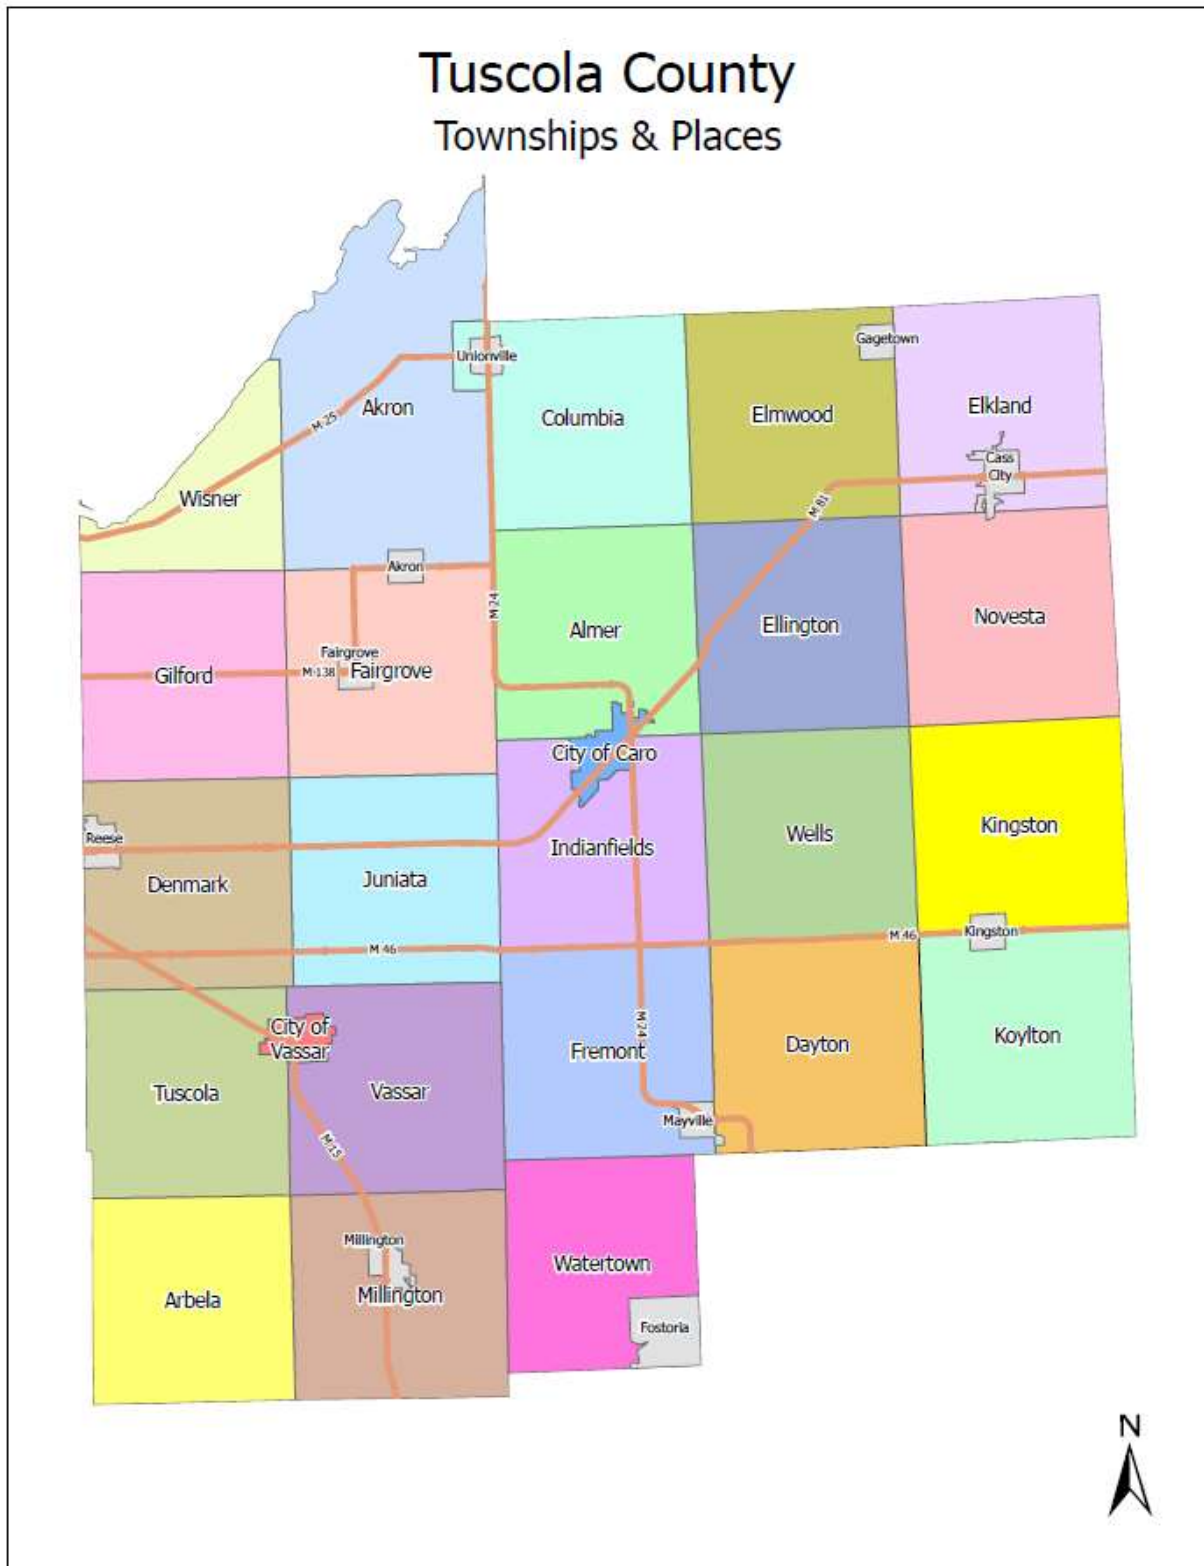 Tuscola County
Townships & Places
Unionville
Gagetown
Akron
Columbia
Elmwood
Elkland
M 25
Cass
City
Wisner
M 81
Akron
M 24
Almer
Ellington
Novesta
Fairgrove
Gilford
M 138
Fairgrove
City of Caro
Reese
Indianfields
Wells
Kingston
Denmark
Juniata
M 46
M 46
Kingston
City of
Vassar
M 24
Fremont
Dayton
Koylton
Tuscola
Vassar
Mayville
M 15
Millington
Watertown
Arbela
Millington
Fostoria
N